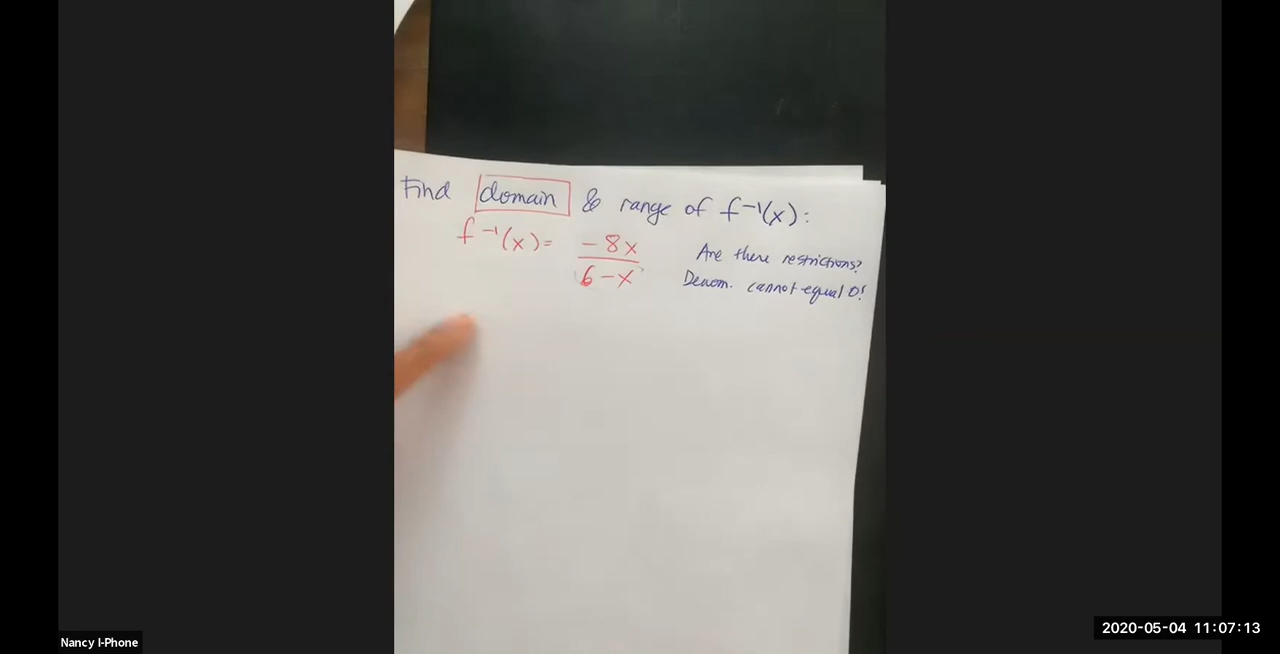 Find domain & range of f⁻¹(x):
f⁻¹(x) = -8x / 6-x
Are there restrictions?
Denom. cannot equal 0!
Nancy I-Phone
2020-05-04 11:07:13